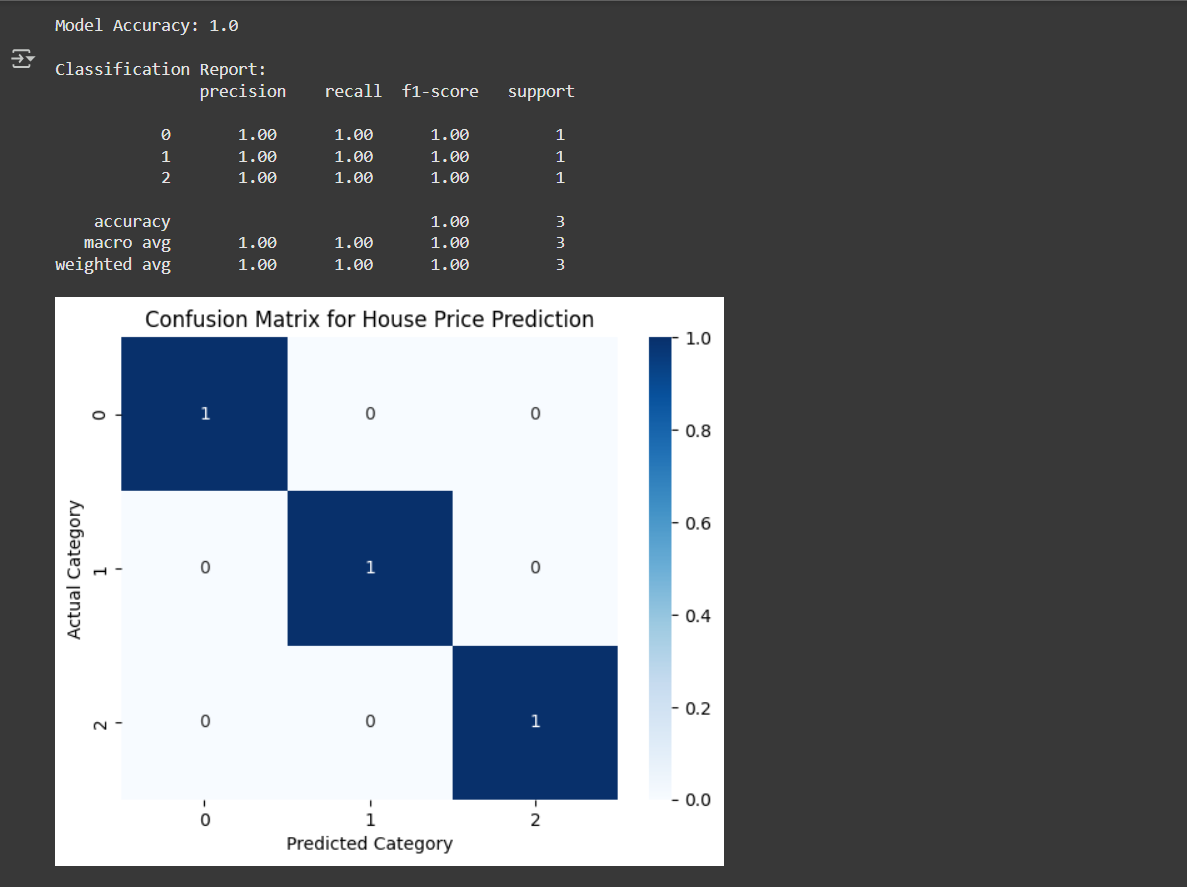 Model Accuracy: 1.0
Classification Report:
precision recall f1-score support
0 1.00 1.00 1.00 1
1 1.00 1.00 1.00 1
2 1.00 1.00 1.00 1
accuracy 1.00 3
macro avg 1.00 1.00 1.00 3
weighted avg 1.00 1.00 1.00 3
Confusion Matrix for House Price Prediction
1.0
0 1 0 0
0.8
0.6
Actual Category
1 0 1 0
0.4
0.2
2 0 0 1
0.0
0 1 2
Predicted Category